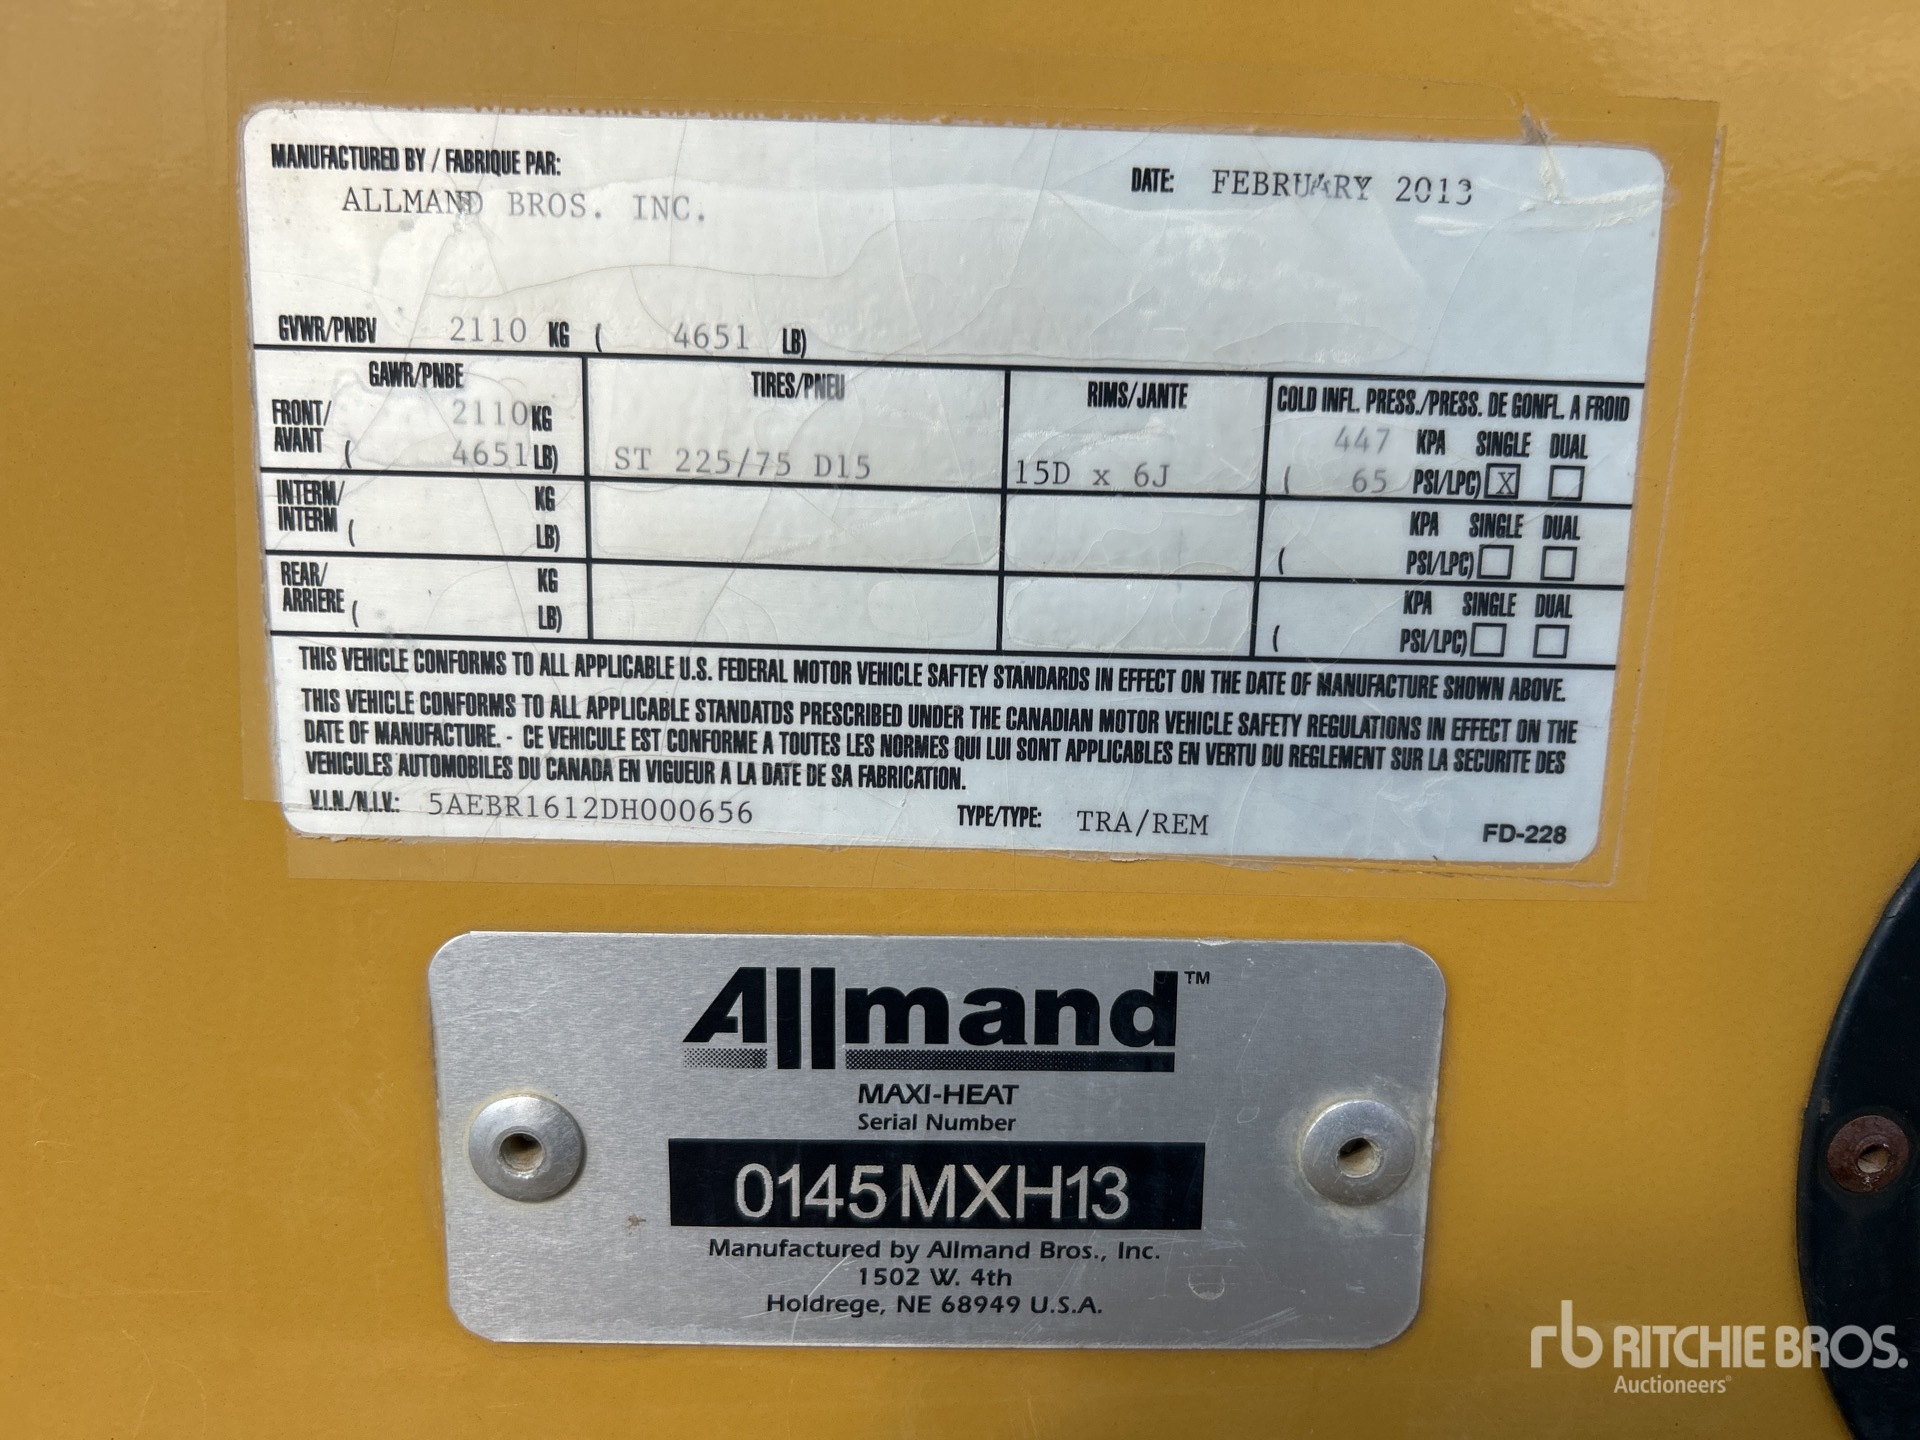 MANUFACTURED BY / FABRIQUE PAR:
ALLMAND BROS. INC.
DATE: FEBRUARY 2013
GVWR/PNBV 2110 KG ( 4651 LB)
GAWR/PNBE TIRES/PNEU RIMS/JANTE COLD INFL. PRESS./PRESS. DE GONFL. A FROID
FRONT/ 2110 KG 447 KPA SINGLE DUAL
AVANT ( 4651 LB) ST 225/75 D15 15D x 6J ( 65 PSI/LPC) X
INTERM/ KG KPA SINGLE DUAL
INTERM ( LB) ( PSI/LPC)
REAR/ KG KPA SINGLE DUAL
ARRIERE ( LB) ( PSI/LPC)
THIS VEHICLE CONFORMS TO ALL APPLICABLE U.S. FEDERAL MOTOR VEHICLE SAFTEY STANDARDS IN EFFECT ON THE DATE OF MANUFACTURE SHOWN ABOVE.
THIS VEHICLE CONFORMS TO ALL APPLICABLE STANDATDS PRESCRIBED UNDER THE CANADIAN MOTOR VEHICLE SAFETY REGULATIONS IN EFFECT ON THE
DATE OF MANUFACTURE. - CE VEHICULE EST CONFORME A TOUTES LES NORMES QUI LUI SONT APPLICABLES EN VERTU DU REGLEMENT SUR LA SECURITE DES
VEHICULES AUTOMOBILES DU CANADA EN VIGUEUR A LA DATE DE SA FABRICATION.
V.I.N./N.I.V.: 5AEBR1612DH000656 TYPE/TYPE: TRA/REM FD-228
Allmand™
MAXI-HEAT
Serial Number
0145MXH13
Manufactured by Allmand Bros., Inc.
1502 W. 4th
Holdrege, NE 68949 U.S.A.
rb RITCHIE BROS.
Auctioneers®